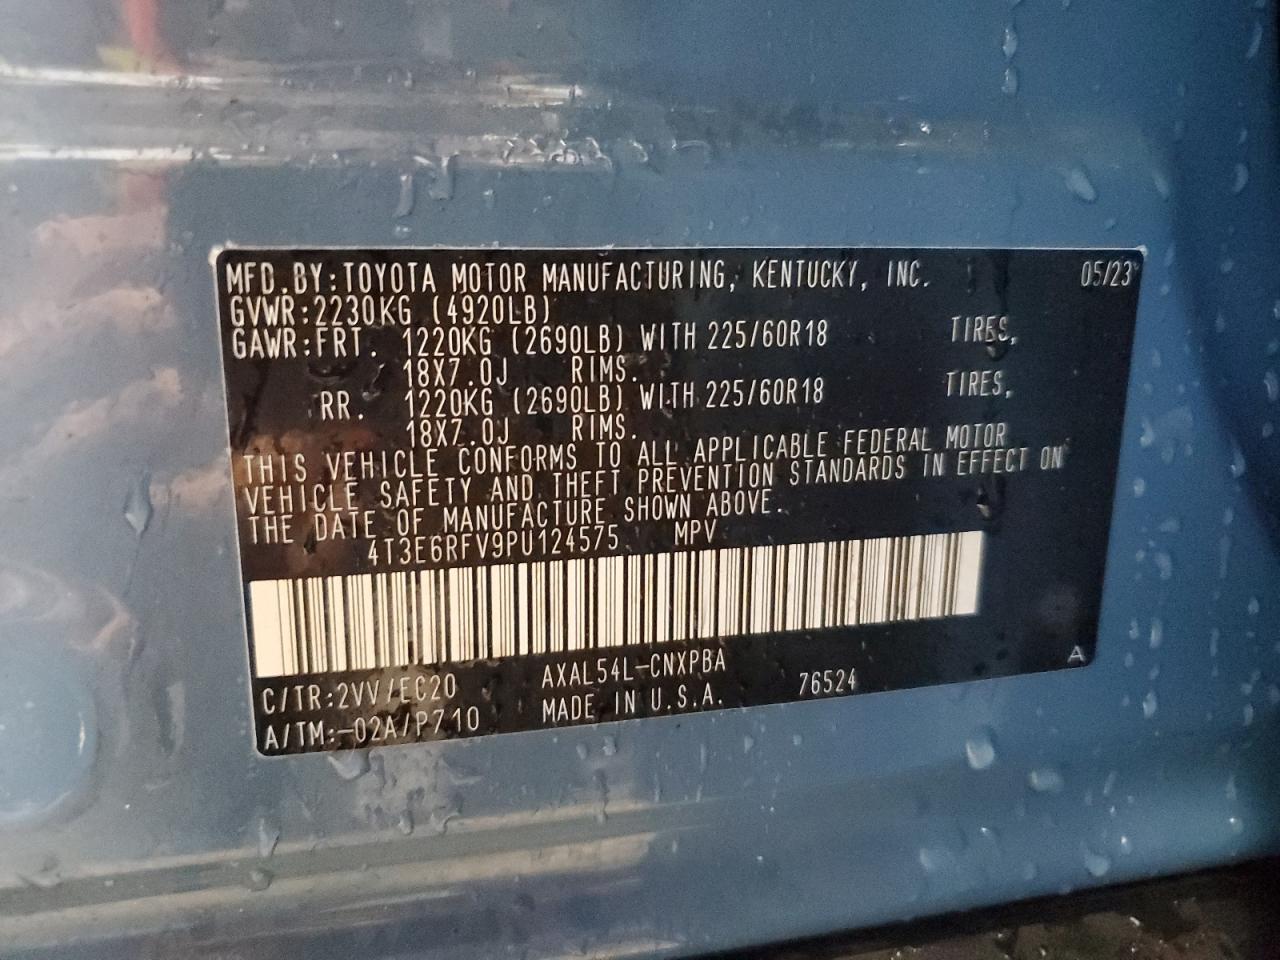 MFD.BY:TOYOTA MOTOR MANUFACTURING, KENTUCKY, INC. 05/23
GVWR:2230KG (4920LB)
GAWR:FRT. 1220KG (2690LB) WITH 225/60R18 TIRES,
18X7.0J RIMS.
RR. 1220KG (2690LB) WITH 225/60R18 TIRES,
18X7.0J RIMS.
THIS VEHICLE CONFORMS TO ALL APPLICABLE FEDERAL MOTOR
VEHICLE SAFETY AND THEFT PREVENTION STANDARDS IN EFFECT ON
THE DATE OF MANUFACTURE SHOWN ABOVE.
4T3E6RFV9PU124575 MPV
C/TR:2VV/EC20 AXAL54L-CNXPBA A
A/TM:-02A/P710 MADE IN U.S.A. 76524